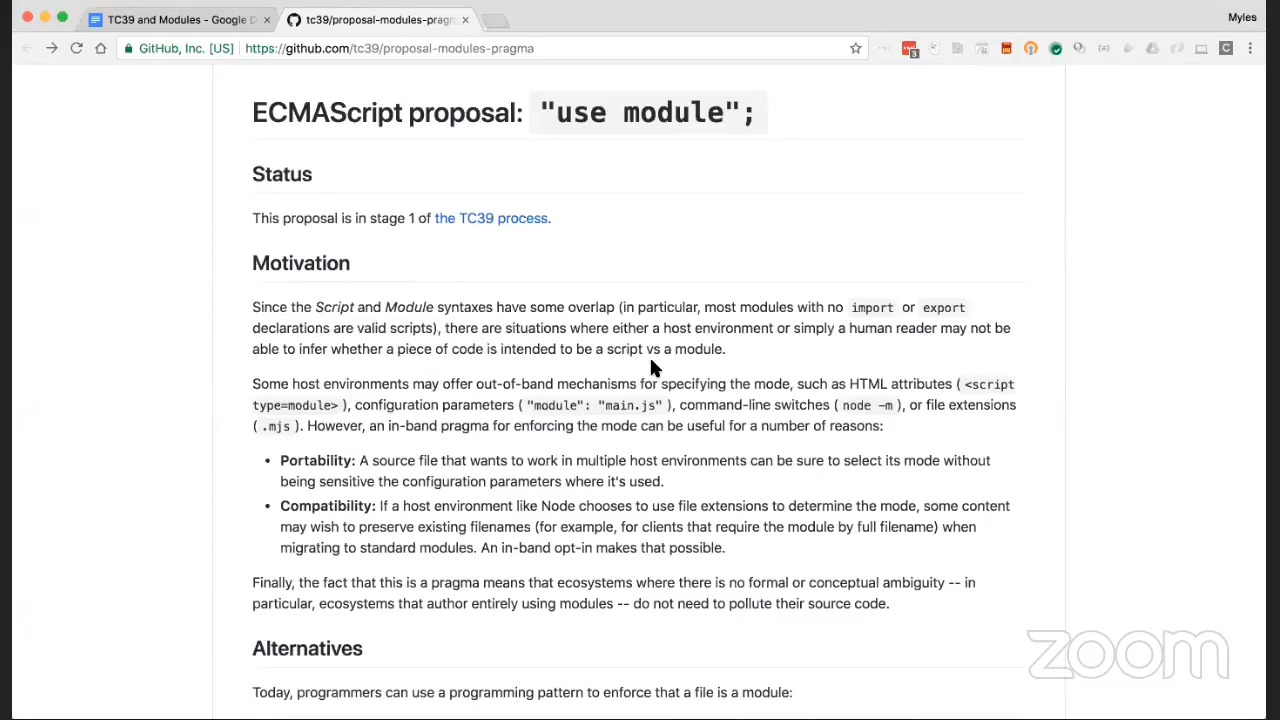 TC39 and Modules - Google D
tc39/proposal-modules-pragm
Myles
GitHub, Inc. [US] https://github.com/tc39/proposal-modules-pragma
3
C
ECMAScript proposal: "use module";
Status
This proposal is in stage 1 of the TC39 process.
Motivation
Since the Script and Module syntaxes have some overlap (in particular, most modules with no import or export
declarations are valid scripts), there are situations where either a host environment or simply a human reader may not be
able to infer whether a piece of code is intended to be a script vs a module.
Some host environments may offer out-of-band mechanisms for specifying the mode, such as HTML attributes ( <script
type=module> ), configuration parameters ( "module": "main.js" ), command-line switches ( node -m ), or file extensions
( .mjs ). However, an in-band pragma for enforcing the mode can be useful for a number of reasons:
• Portability: A source file that wants to work in multiple host environments can be sure to select its mode without
being sensitive the configuration parameters where it's used.
• Compatibility: If a host environment like Node chooses to use file extensions to determine the mode, some content
may wish to preserve existing filenames (for example, for clients that require the module by full filename) when
migrating to standard modules. An in-band opt-in makes that possible.
Finally, the fact that this is a pragma means that ecosystems where there is no formal or conceptual ambiguity -- in
particular, ecosystems that author entirely using modules -- do not need to pollute their source code.
Alternatives
Today, programmers can use a programming pattern to enforce that a file is a module:
zoom